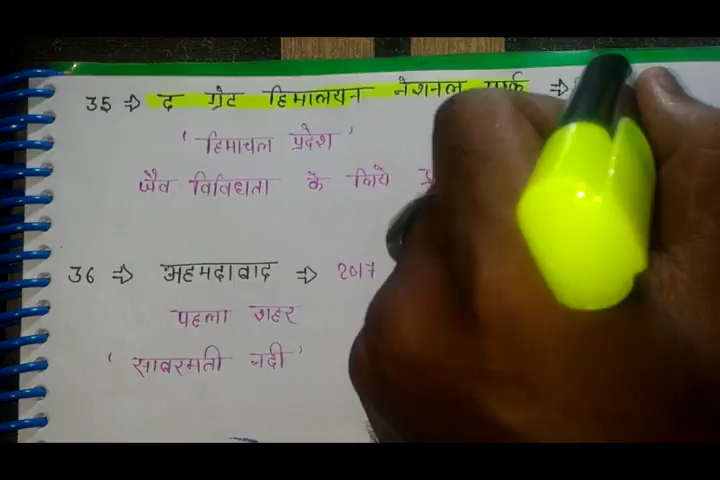 35 ⇒ द ग्रेट हिमालयन नेशनल पार्क ⇒
' हिमाचल प्रदेश '
जैव विविधता के लिये
36 ⇒ अहमदाबाद ⇒ 2017
पहला शहर
' साबरमती नदी '